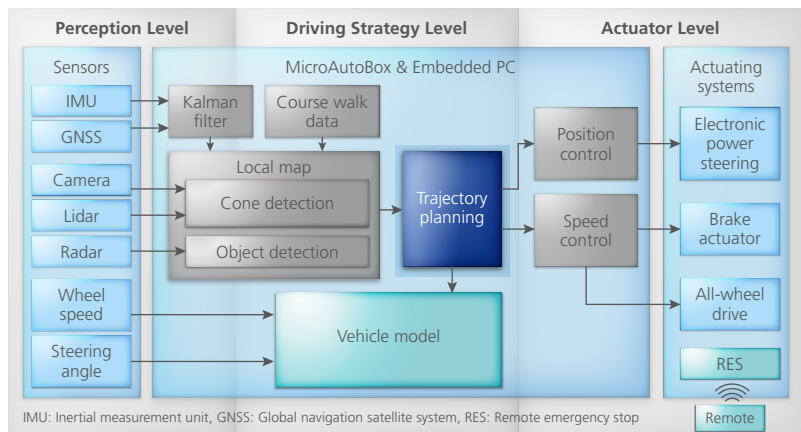 Perception Level
Driving Strategy Level
Actuator Level
Sensors
MicroAutoBox & Embedded PC
Actuating
systems
IMU
GNSS
Camera
Lidar
Radar
Wheel
speed
Steering
angle
Kalman
filter
Course walk
data
Local map
Cone detection
Object detection
Trajectory
planning
Vehicle model
Position
control
Speed
control
Electronic
power
steering
Brake
actuator
All-wheel
drive
RES
Remote
IMU: Inertial measurement unit, GNSS: Global navigation satellite system, RES: Remote emergency stop